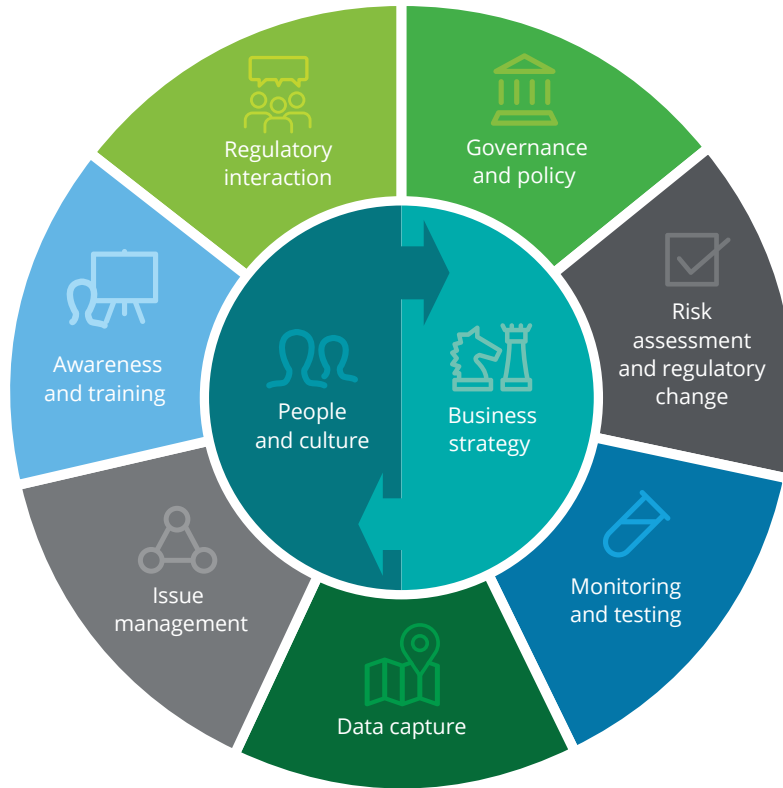 Regulatory
interaction
Governance
and policy
Risk
assessment
and regulatory
change
Monitoring
and testing
Data capture
Issue
management
Awareness
and training
People
and culture
Business
strategy